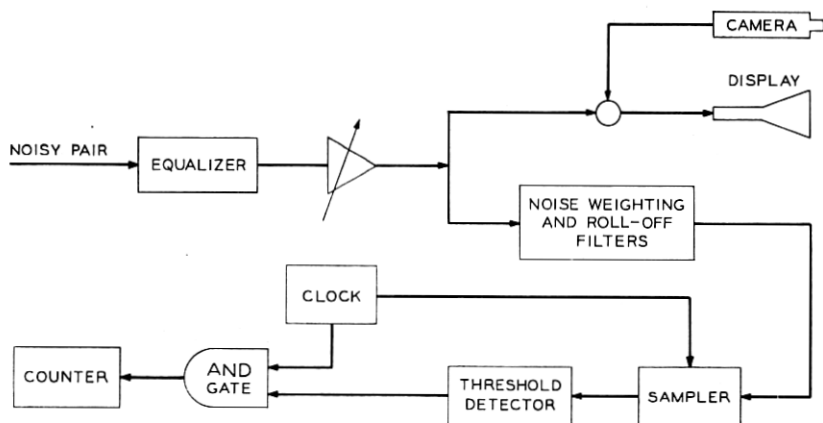 CAMERA
DISPLAY
NOISY PAIR
EQUALIZER
NOISE WEIGHTING
AND ROLL-OFF
FILTERS
CLOCK
COUNTER
AND
GATE
THRESHOLD
DETECTOR
SAMPLER